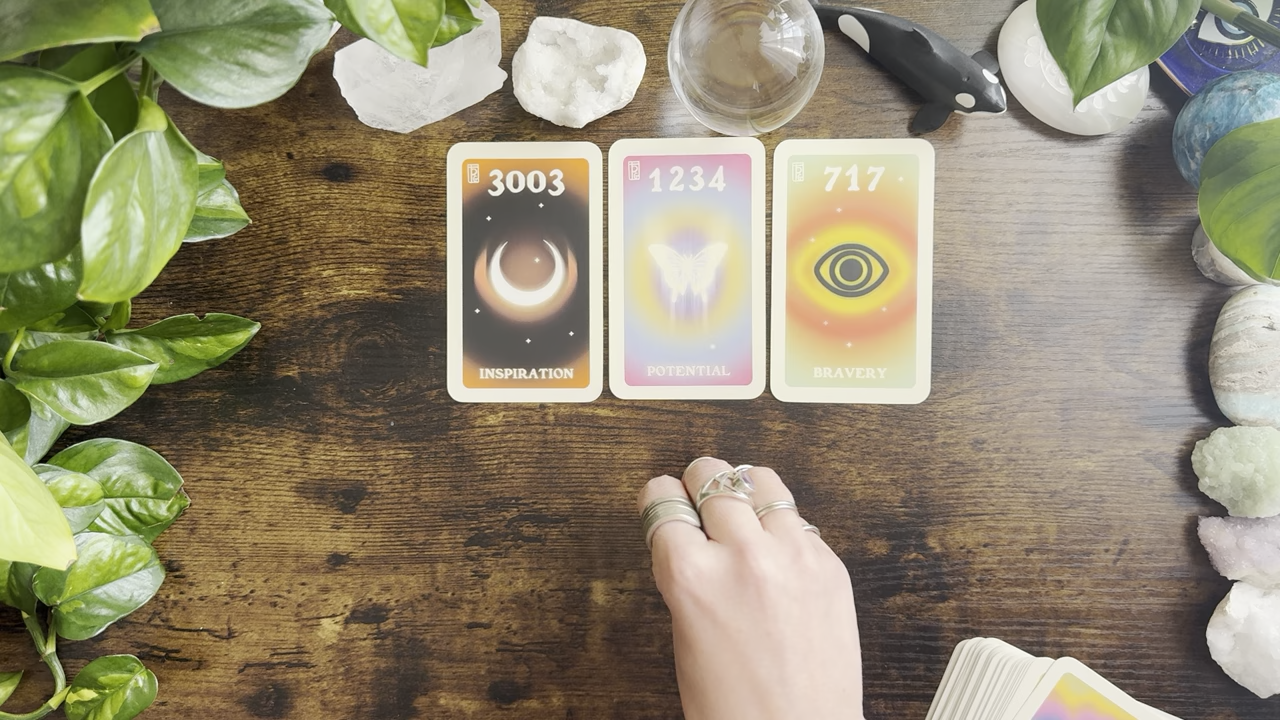 3003
INSPIRATION
1234
POTENTIAL
717
BRAVERY